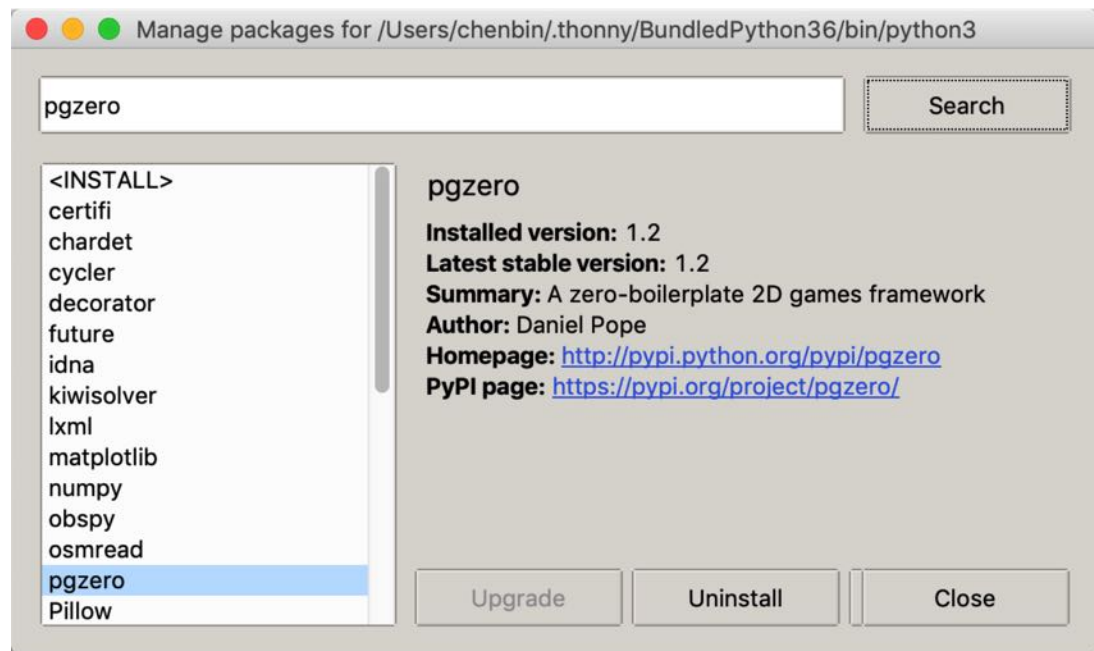 Manage packages for /Users/chenbin/.thonny/BundledPython36/bin/python3
pgzero
Search
<INSTALL>
certifi
chardet
cycler
decorator
future
idna
kiwisolver
lxml
matplotlib
numpy
obspy
osmread
pgzero
Pillow
pgzero
Installed version: 1.2
Latest stable version: 1.2
Summary: A zero-boilerplate 2D games framework
Author: Daniel Pope
Homepage: http://pypi.python.org/pypi/pgzero
PyPI page: https://pypi.org/project/pgzero/
Upgrade
Uninstall
Close